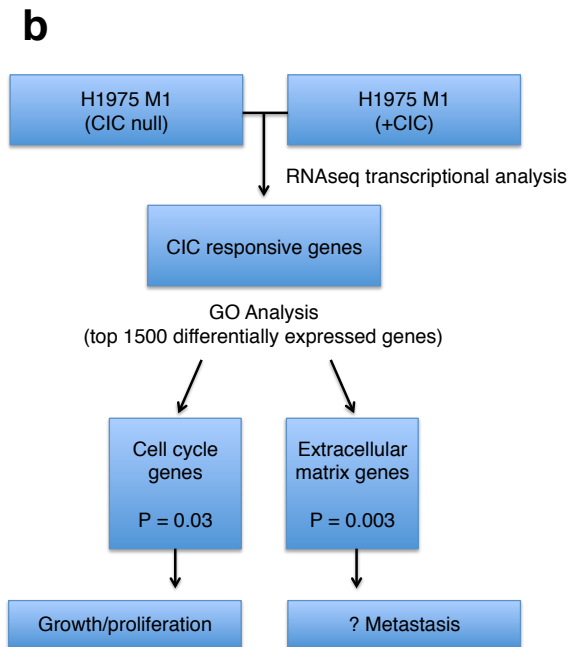 b
H1975 M1
(CIC null)
H1975 M1
(+CIC)
RNAseq transcriptional analysis
CIC responsive genes
GO Analysis
(top 1500 differentially expressed genes)
Cell cycle
genes
P = 0.03
Extracellular
matrix genes
P = 0.003
Growth/proliferation
? Metastasis